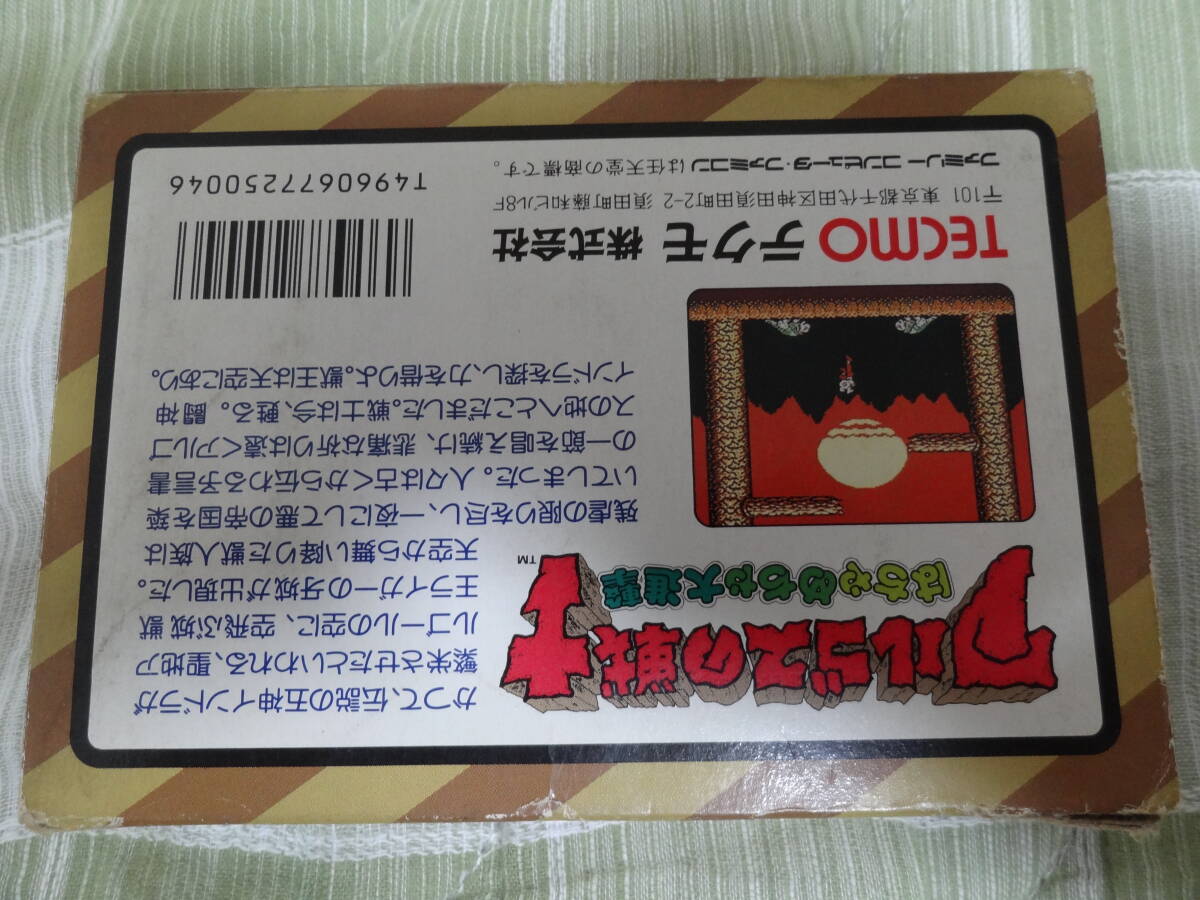 アルゴスの戦士
はちゃめちゃ大進撃
TM
かつて、伝説の五神インドラが
繁栄させたといわれる、聖地ア
ルゴールの空に、空飛ぶ城獣
王ライガーの牙城が出現した。
天空から舞い降りた獣人族は
残虐の限りを尽し、一夜にして悪の帝国を築
いてしまった。人々は古くから伝わる予言書
の一節を唱え続け、悲痛な祈りは遠くアルゴ
スの地へとこだました。戦士は今、甦る。闘神
インドラを探し、力を借りよ。獣王は天空にあり。
TECMO テクモ 株式会社
〒101 東京都千代田区神田須田町2-2 須田町藤和ビル8F
ファミリーコンピュータ・ファミコンは任天堂の商標です。
T4960677250046